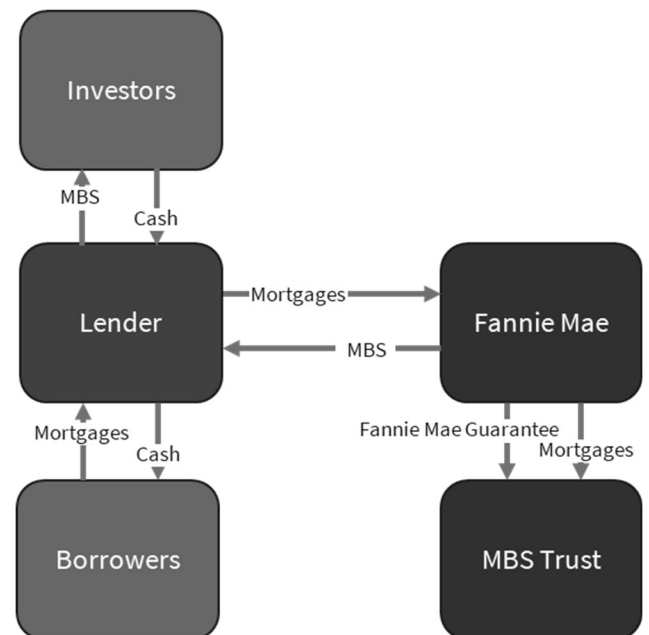 Investors
MBS
Cash
Lender
Mortgages
Fannie Mae
MBS
Mortgages
Cash
Fannie Mae Guarantee
Mortgages
Borrowers
MBS Trust